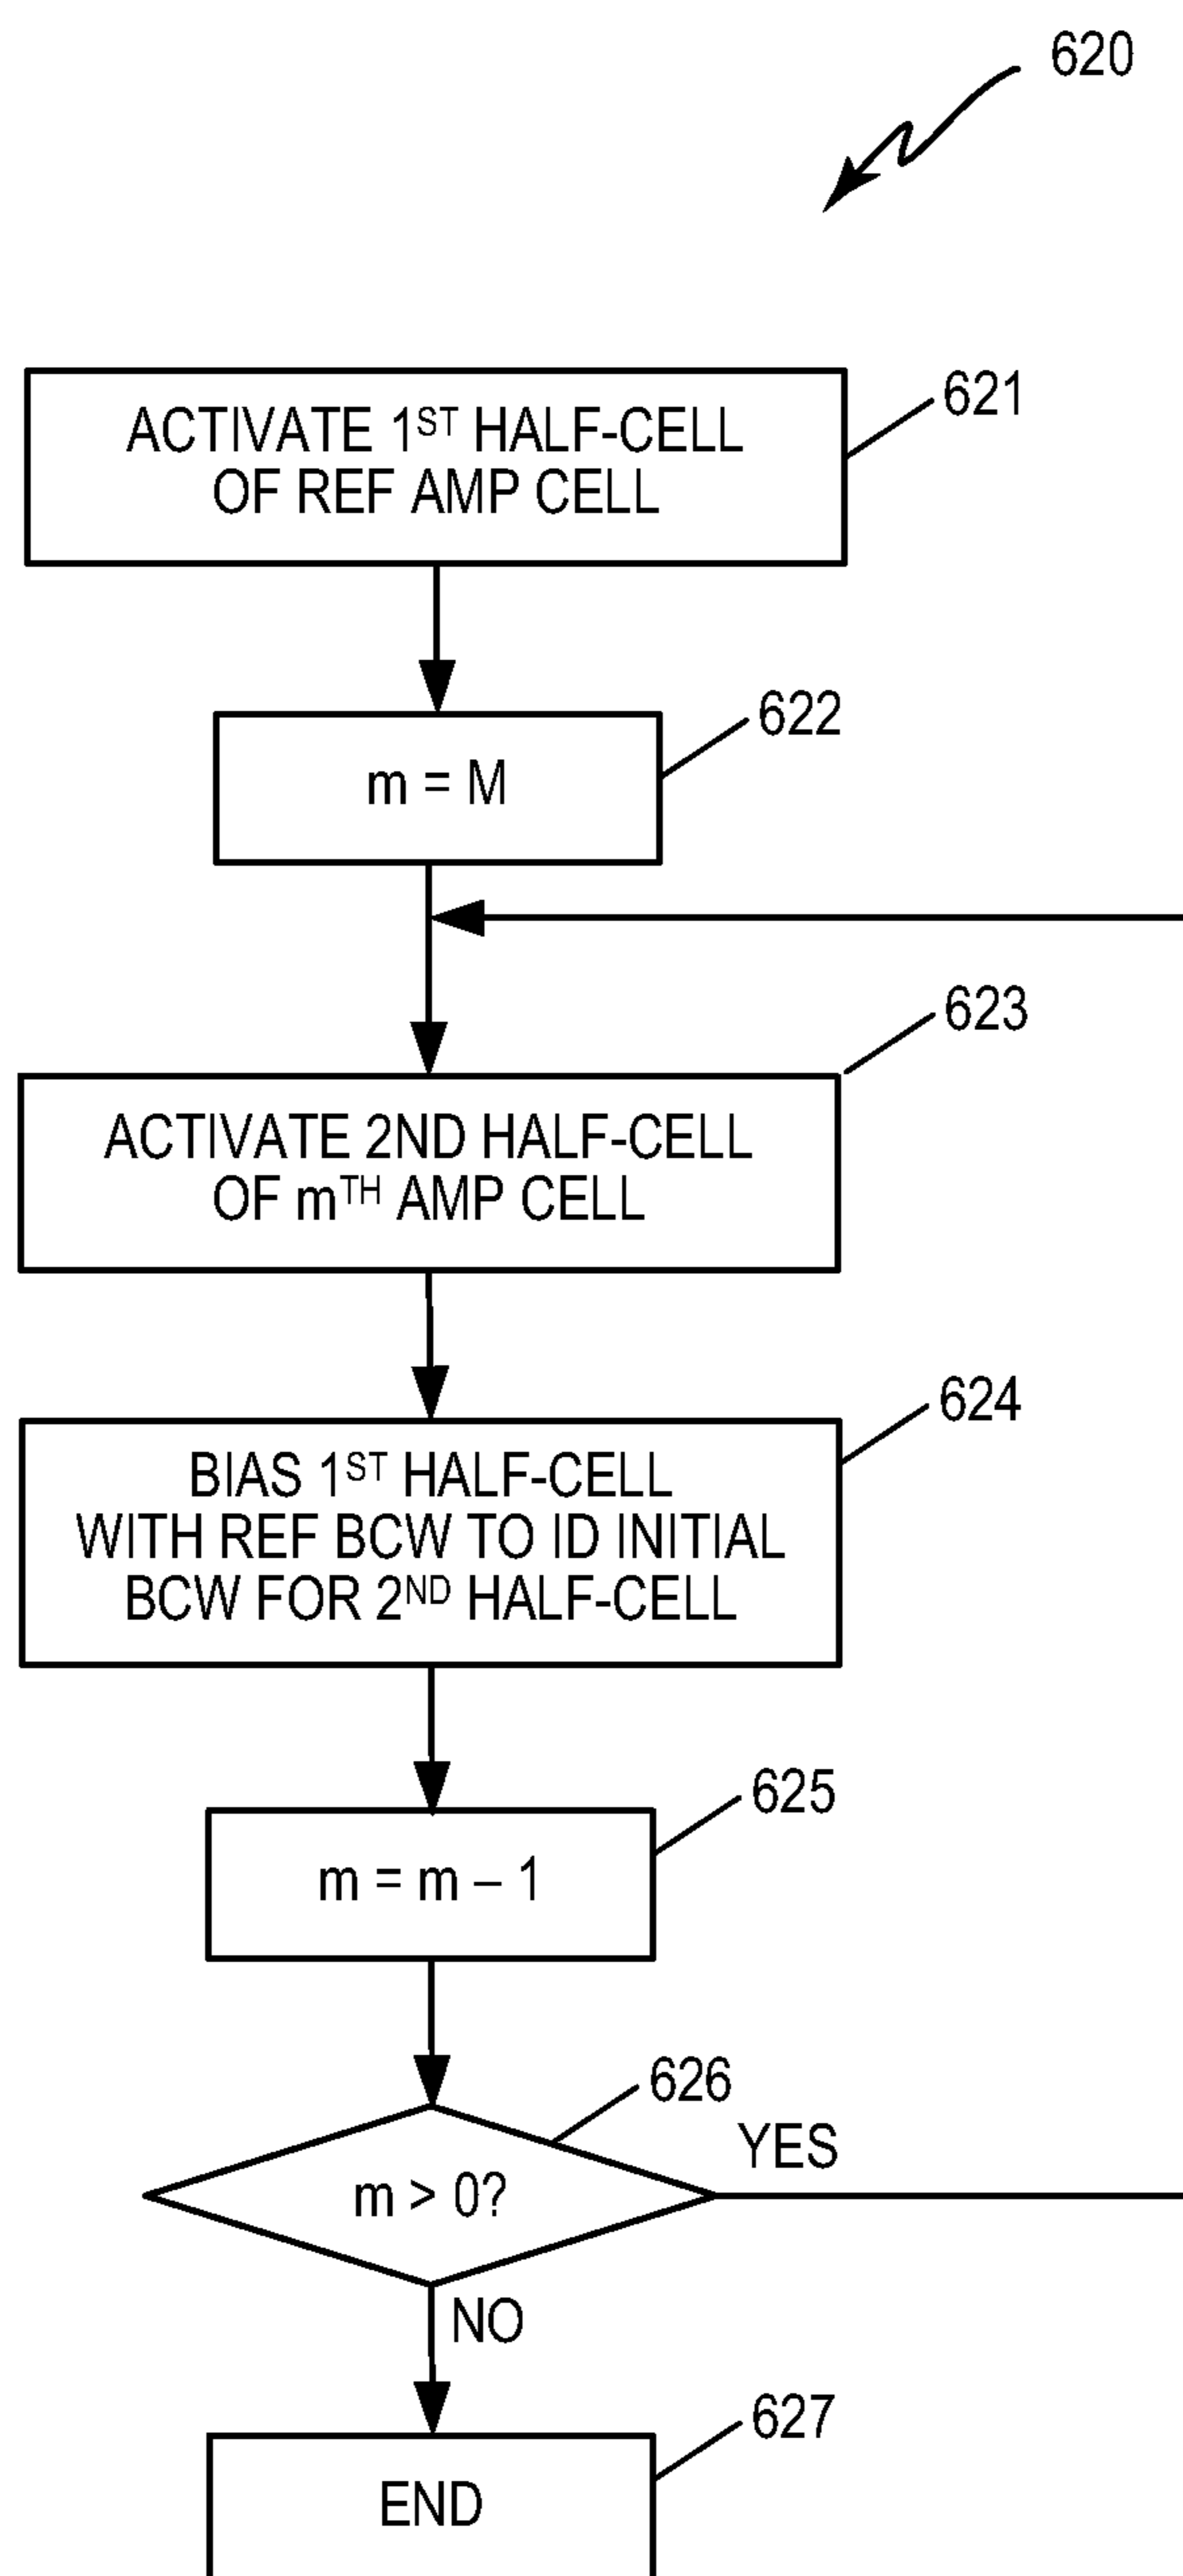 620
ACTIVATE 1ST HALF-CELL
OF REF AMP CELL
621
m = M
622
623
ACTIVATE 2ND HALF-CELL
OF mTH AMP CELL
624
BIAS 1ST HALF-CELL
WITH REF BCW TO ID INITIAL
BCW FOR 2ND HALF-CELL
625
m = m – 1
626
YES
m > 0?
NO
627
END